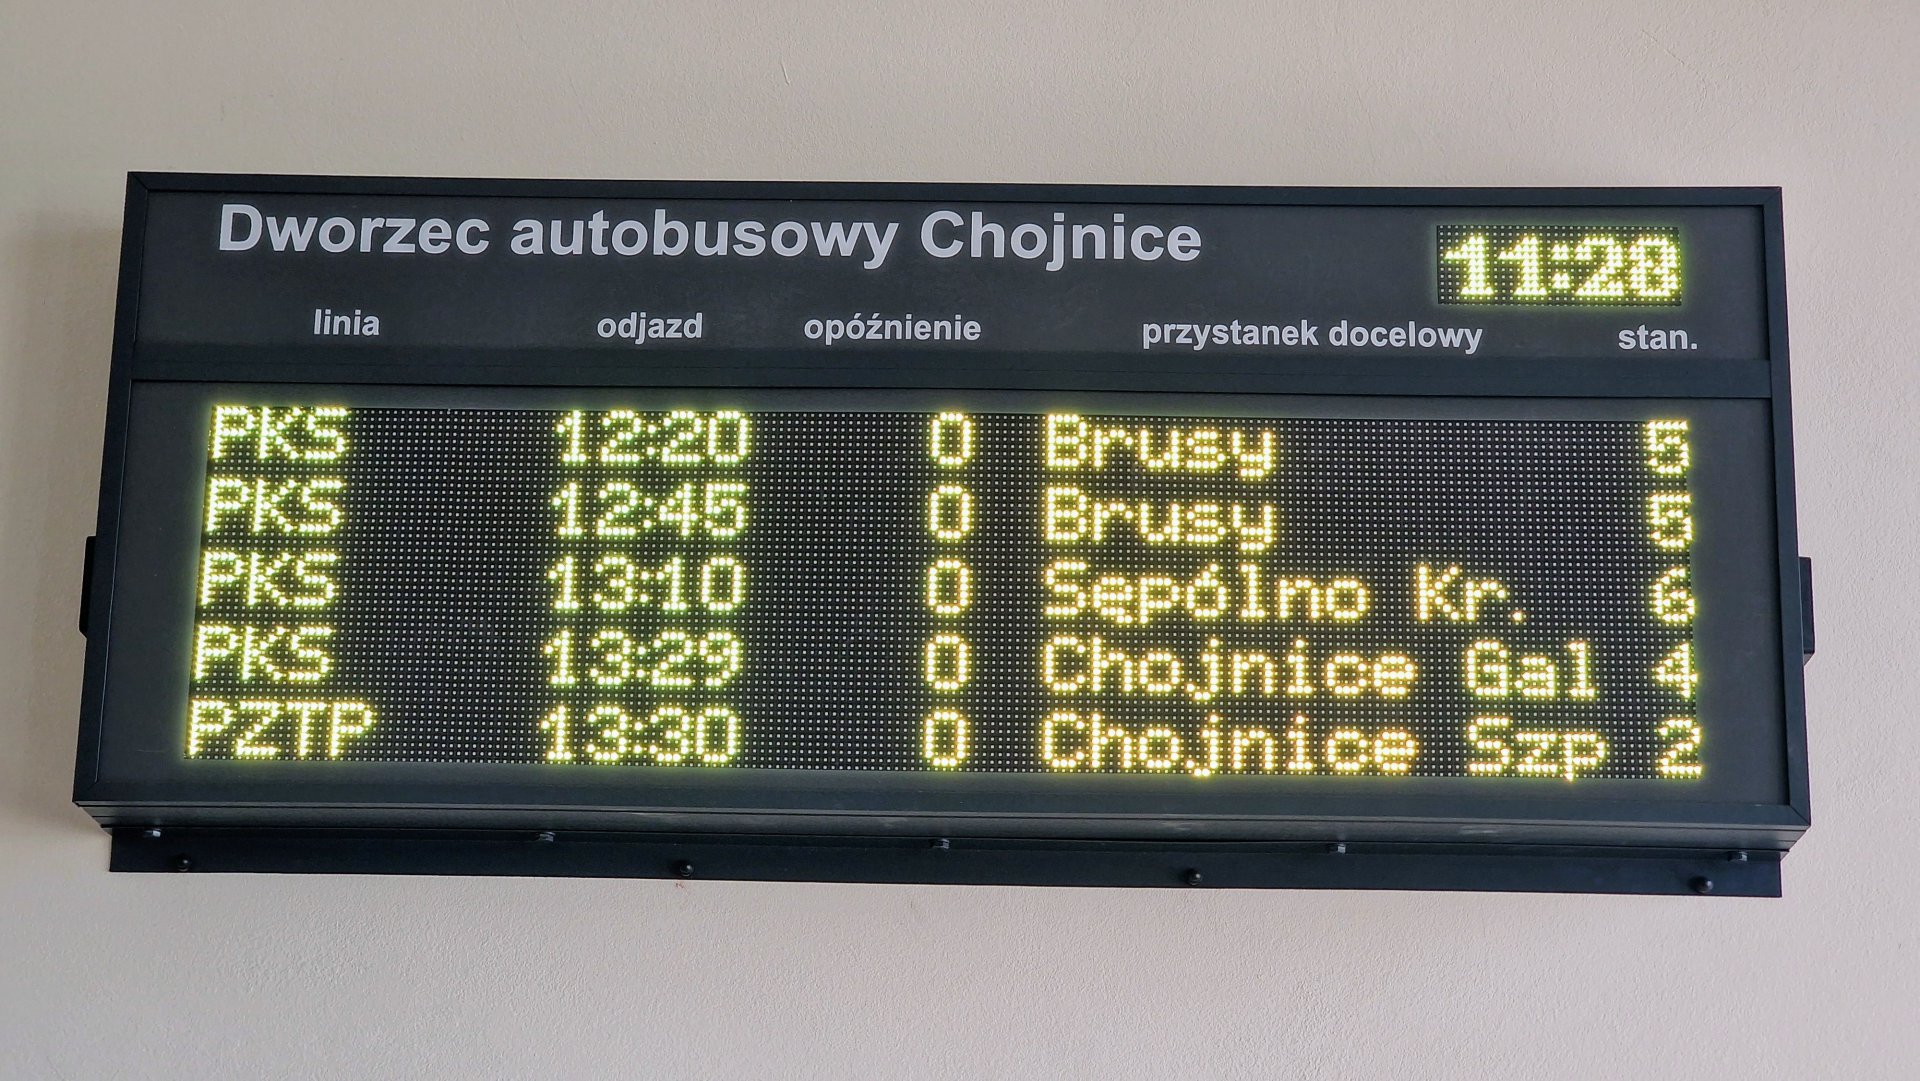 Dworzec autobusowy Chojnice 11:20
linia odjazd opóźnienie przystanek docelowy stan.
PKS 12:20 0 Brusy 5
PKS 12:45 0 Brusy 5
PKS 13:10 0 Sępólno Kr. 6
PKS 13:29 0 Chojnice Gal 4
PZTP 13:30 0 Chojnice Szp 2